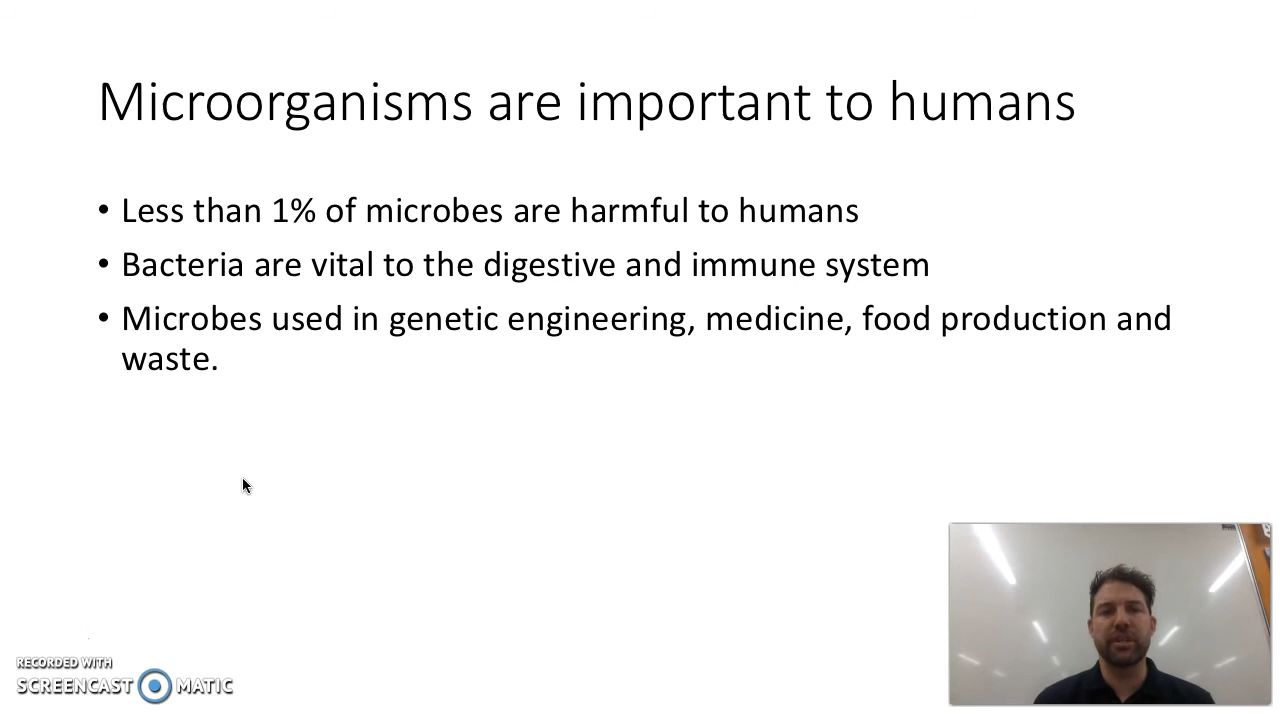 Microorganisms are important to humans
• Less than 1% of microbes are harmful to humans
• Bacteria are vital to the digestive and immune system
• Microbes used in genetic engineering, medicine, food production and
waste.
RECORDED WITH
SCREENCAST MATIC